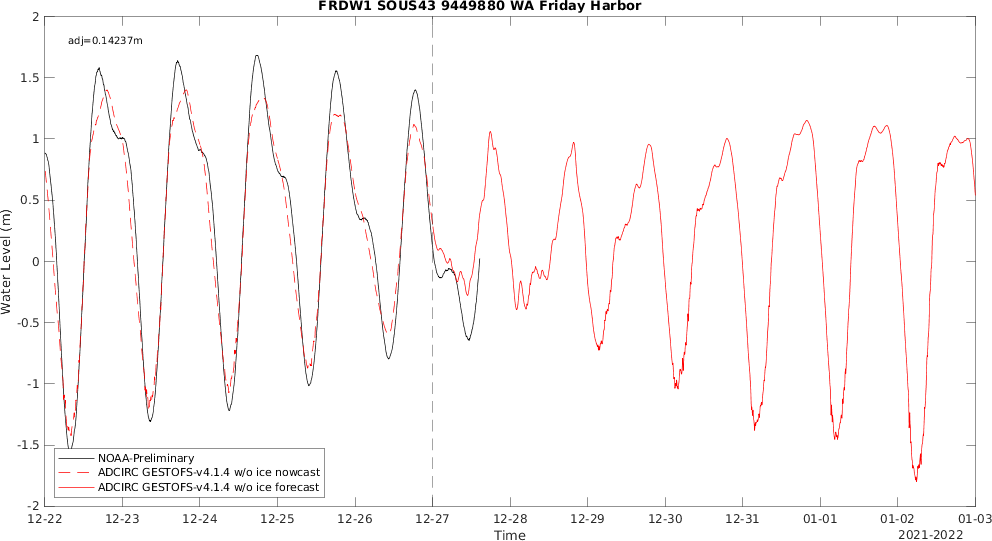 FRDW1 SOUS43 9449880 WA Friday Harbor
adj=0.14237m
Water Level (m)
2
1.5
1
0.5
0
-0.5
-1
-1.5
-2
NOAA-Preliminary
ADCIRC GESTOFS-v4.1.4 w/o ice nowcast
ADCIRC GESTOFS-v4.1.4 w/o ice forecast
12-22 12-23 12-24 12-25 12-26 12-27 12-28 12-29 12-30 12-31 01-01 01-02 01-03
Time
2021-2022